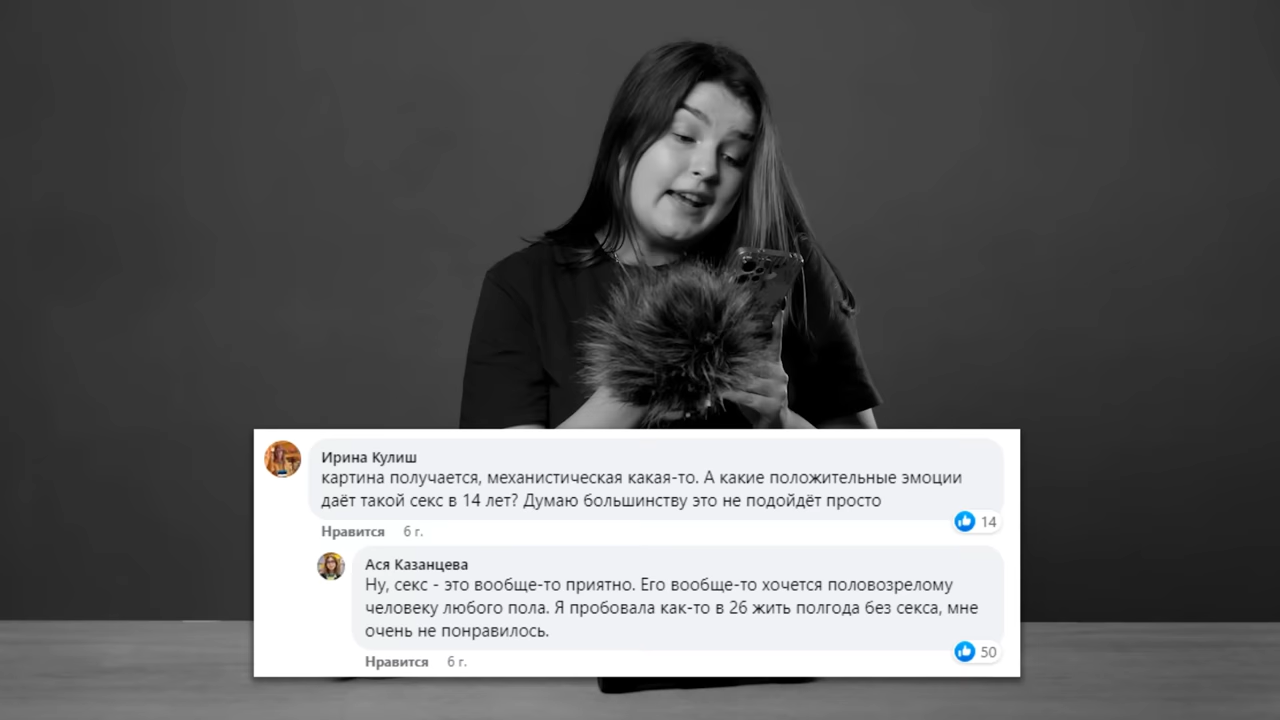 Ирина Кулиш
картина получается, механистическая какая-то. А какие положительные эмоции
даёт такой секс в 14 лет? Думаю большинству это не подойдёт просто
14
Нравится 6 г.
Ася Казанцева
Ну, секс - это вообще-то приятно. Его вообще-то хочется половозрелому
человеку любого пола. Я пробовала как-то в 26 жить полгода без секса, мне
очень не понравилось.
50
Нравится 6 г.